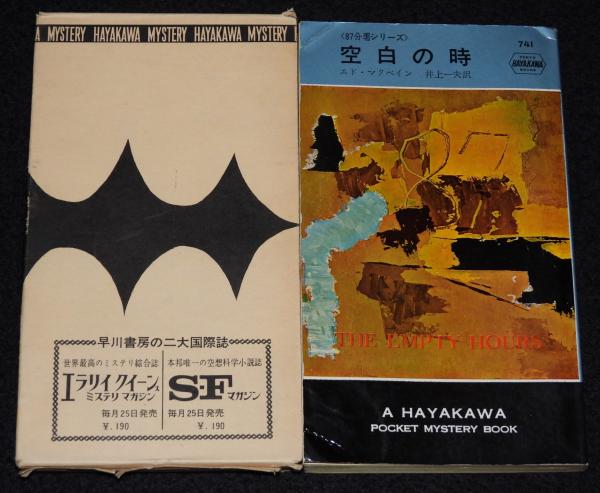 A MYSTERY HAYAKAWA MYSTERY HAYAKAWA MYSTERY H
早川書房の二大国際誌
世界最高のミステリ綜合誌
エラリイクイーンズ
ミステリマガジン
毎月25日発売
¥.190
本邦唯一の空想科学小説誌
S-Fマガジン
毎月25日発売
¥.190
〈87分署シリーズ〉
空白の時
エド・マクベイン 井上一夫訳
741
HAYAKAWA
87
THE EMPTY HOURS
A HAYAKAWA
POCKET MYSTERY BOOK